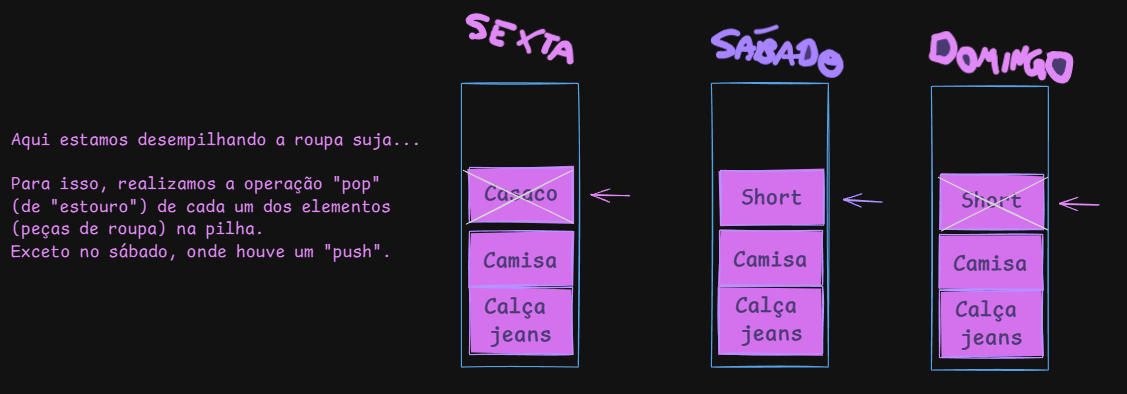 SEXTA
SÁBADO
DOMINGO
Aqui estamos desempilhando a roupa suja...
Para isso, realizamos a operação "pop"
(de "estouro") de cada um dos elementos
(peças de roupa) na pilha.
Exceto no sábado, onde houve um "push".
Casaco
Camisa
Calça
jeans
Short
Camisa
Calça
jeans
Short
Camisa
Calça
jeans